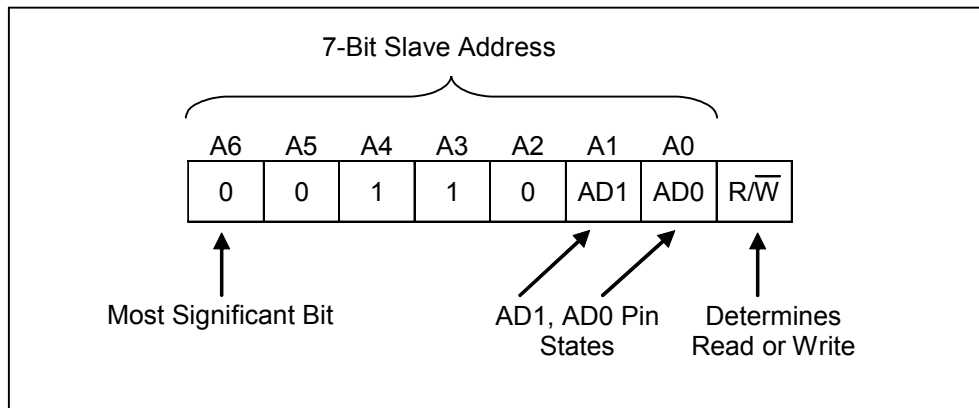 7-Bit Slave Address
A6 A5 A4 A3 A2 A1 A0
0 0 1 1 0 AD1 AD0 R/W̅
Most Significant Bit
AD1, AD0 Pin
States
Determines
Read or Write